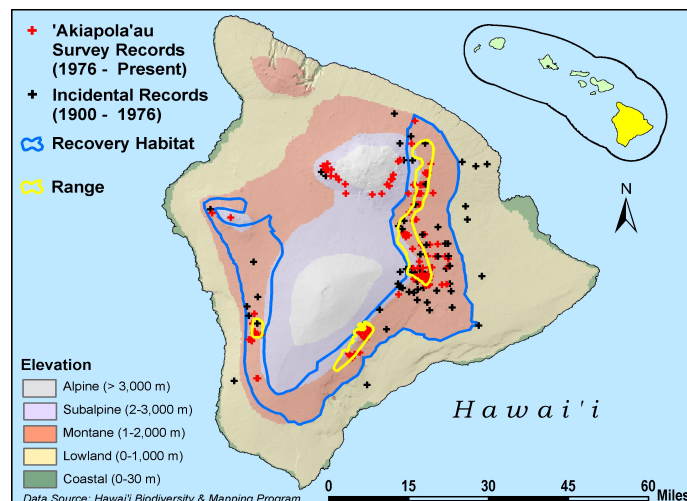 'Akiapola'au
Survey Records
(1976 - Present)
Incidental Records
(1900 - 1976)
Recovery Habitat
Range
N
Hawai'i
Elevation
Alpine (> 3,000 m)
Subalpine (2-3,000 m)
Montane (1-2,000 m)
Lowland (0-1,000 m)
Coastal (0-30 m)
Data Source: Hawai'i Biodiversity & Mapping Program
0 15 30 45 60
Miles